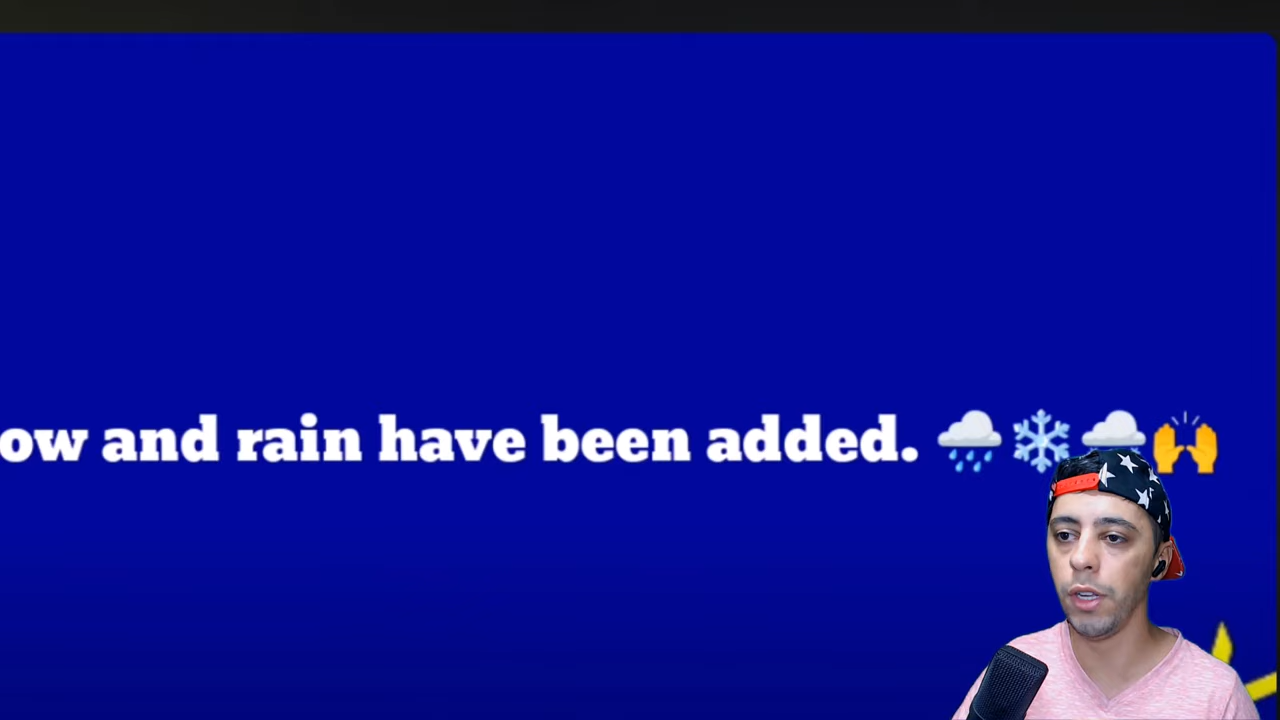 ow and rain have been added. 🌧️❄️🌨️🙌